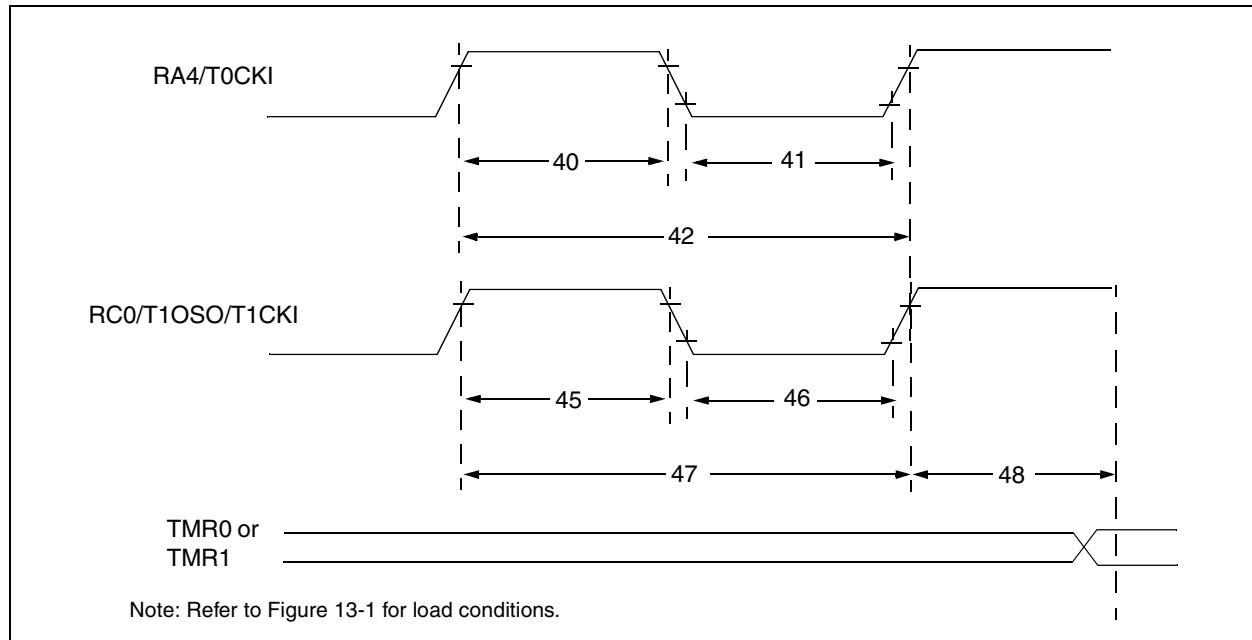 RA4/T0CKI
40
41
42
RC0/T1OSO/T1CKI
45
46
47
48
TMR0 or
TMR1
Note: Refer to Figure 13-1 for load conditions.